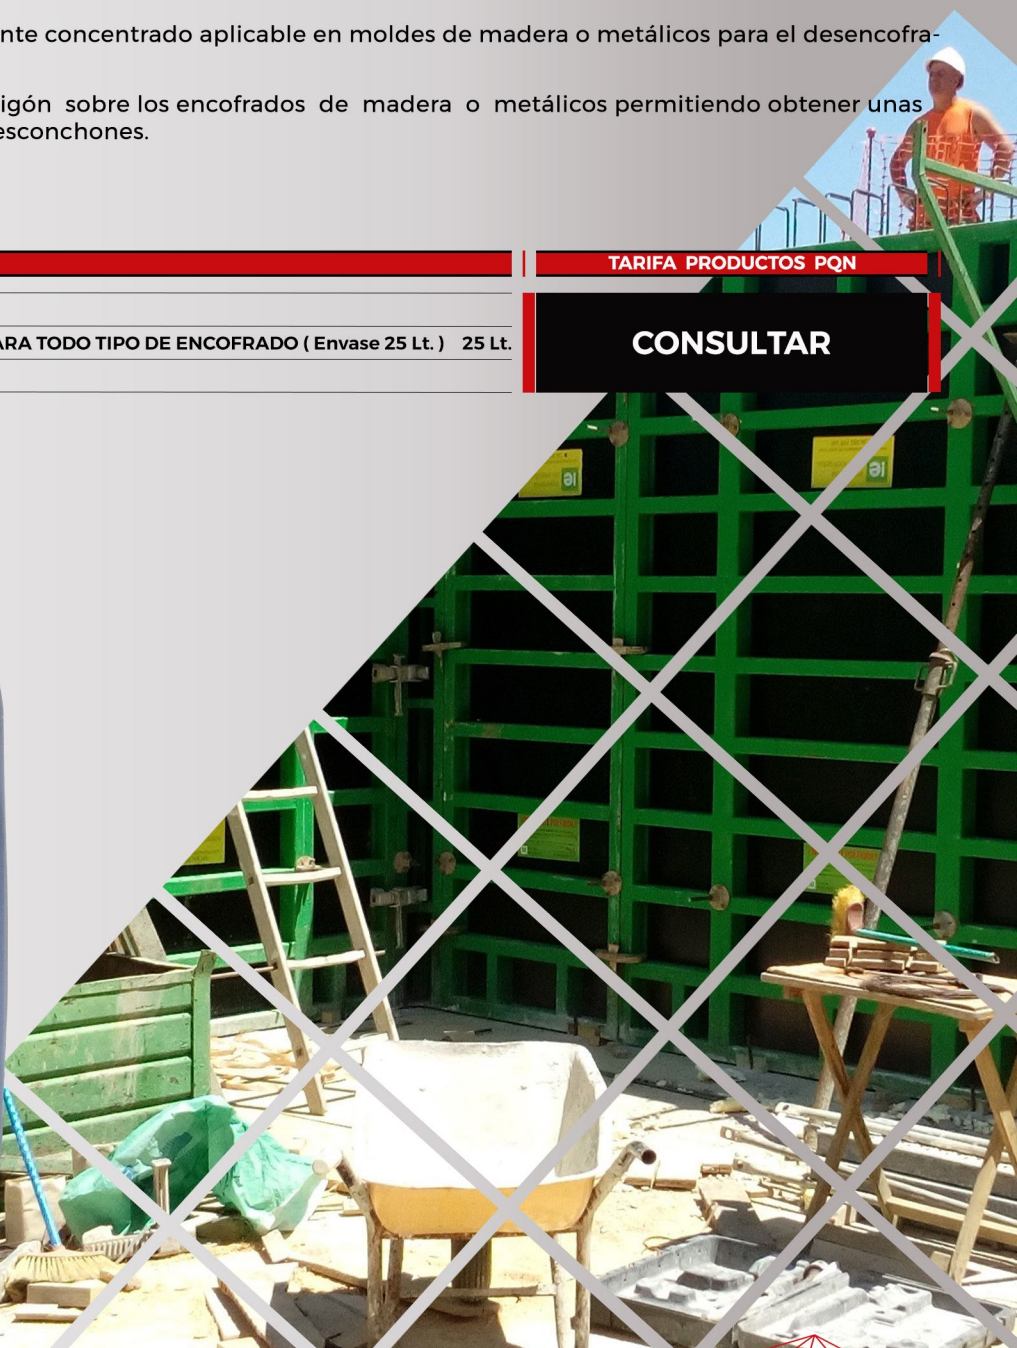 nte concentrado aplicable en moldes de madera o metálicos para el desencofra-
igón sobre los encofrados de madera o metálicos permitiendo obtener unas
esconchones.
TARIFA PRODUCTOS PQN
ARA TODO TIPO DE ENCOFRADO ( Envase 25 Lt. ) 25 Lt.
CONSULTAR